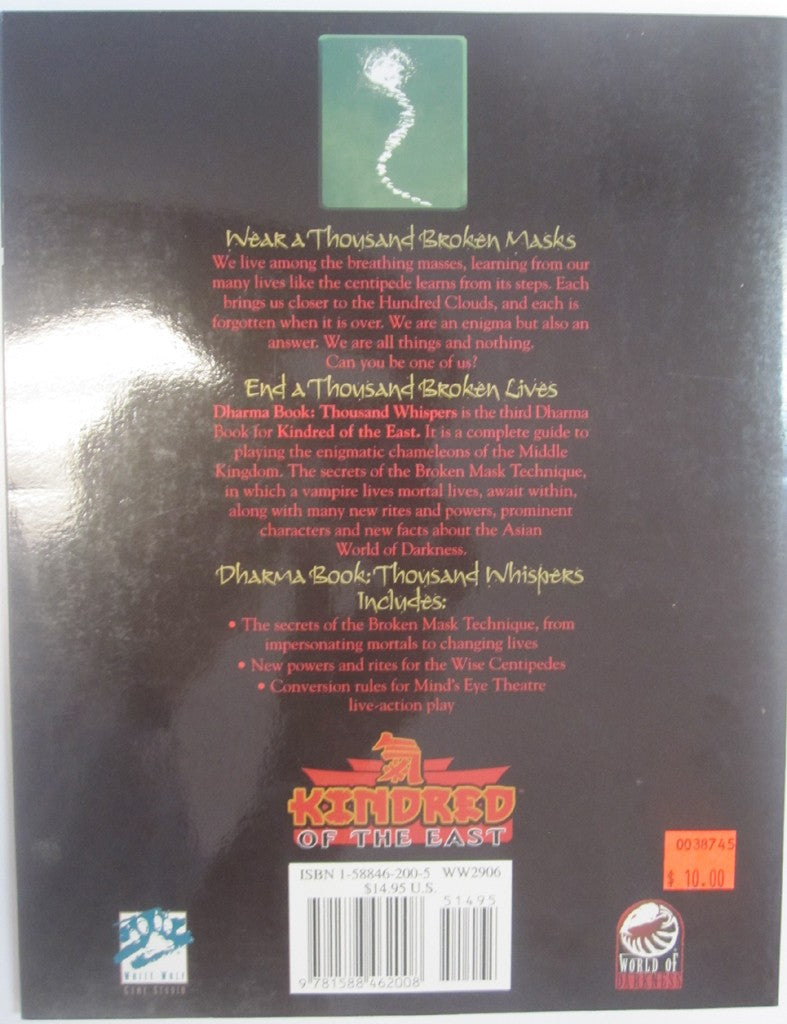 Wear a Thousand Broken Masks
We live among the breathing masses, learning from our
many lives like the centipede learns from its steps. Each
brings us closer to the Hundred Clouds, and each is
forgotten when it is over. We are an enigma but also an
answer. We are all things and nothing.
Can you be one of us?
End a Thousand Broken Lives
Dharma Book: Thousand Whispers is the third Dharma
Book for Kindred of the East. It is a complete guide to
playing the enigmatic chameleons of the Middle
Kingdom. The secrets of the Broken Mask Technique,
in which a vampire lives mortal lives, await within,
along with many new rites and powers, prominent
characters and new facts about the Asian
World of Darkness.
Dharma Book: Thousand Whispers
Includes:
• The secrets of the Broken Mask Technique, from
impersonating mortals to changing lives
• New powers and rites for the Wise Centipedes
• Conversion rules for Mind's Eye Theatre
live-action play
KINDRED
OF THE EAST
ISBN 1-58846-200-5 WW2906
$14.95 U.S.
51495
9781588462008
0038745
$ 10.00
White Wolf
Game Studio
WORLD OF
DARKNESS